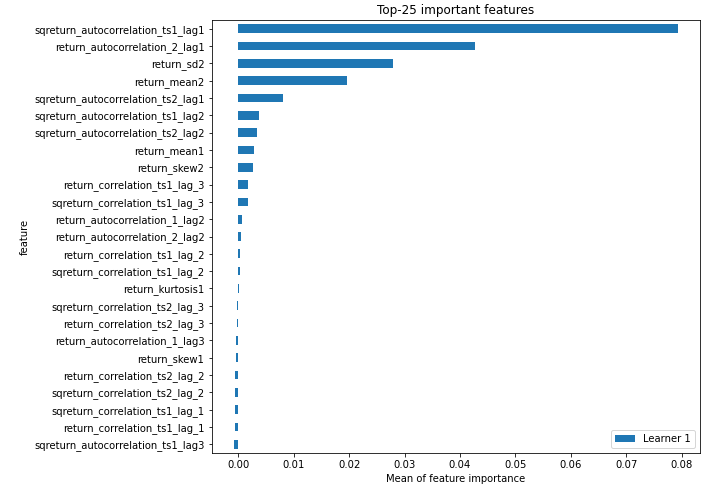 Top-25 important features
sqreturn_autocorrelation_ts1_lag1
return_autocorrelation_2_lag1
return_sd2
return_mean2
sqreturn_autocorrelation_ts2_lag1
sqreturn_autocorrelation_ts1_lag2
sqreturn_autocorrelation_ts2_lag2
return_mean1
return_skew2
return_correlation_ts1_lag_3
sqreturn_correlation_ts1_lag_3
return_autocorrelation_1_lag2
return_autocorrelation_2_lag2
return_correlation_ts1_lag_2
sqreturn_correlation_ts1_lag_2
return_kurtosis1
sqreturn_correlation_ts2_lag_3
return_correlation_ts2_lag_3
return_autocorrelation_1_lag3
return_skew1
return_correlation_ts2_lag_2
sqreturn_correlation_ts2_lag_2
sqreturn_correlation_ts1_lag_1
return_correlation_ts1_lag_1
sqreturn_autocorrelation_ts1_lag3
feature
Learner 1
0.00 0.01 0.02 0.03 0.04 0.05 0.06 0.07 0.08
Mean of feature importance